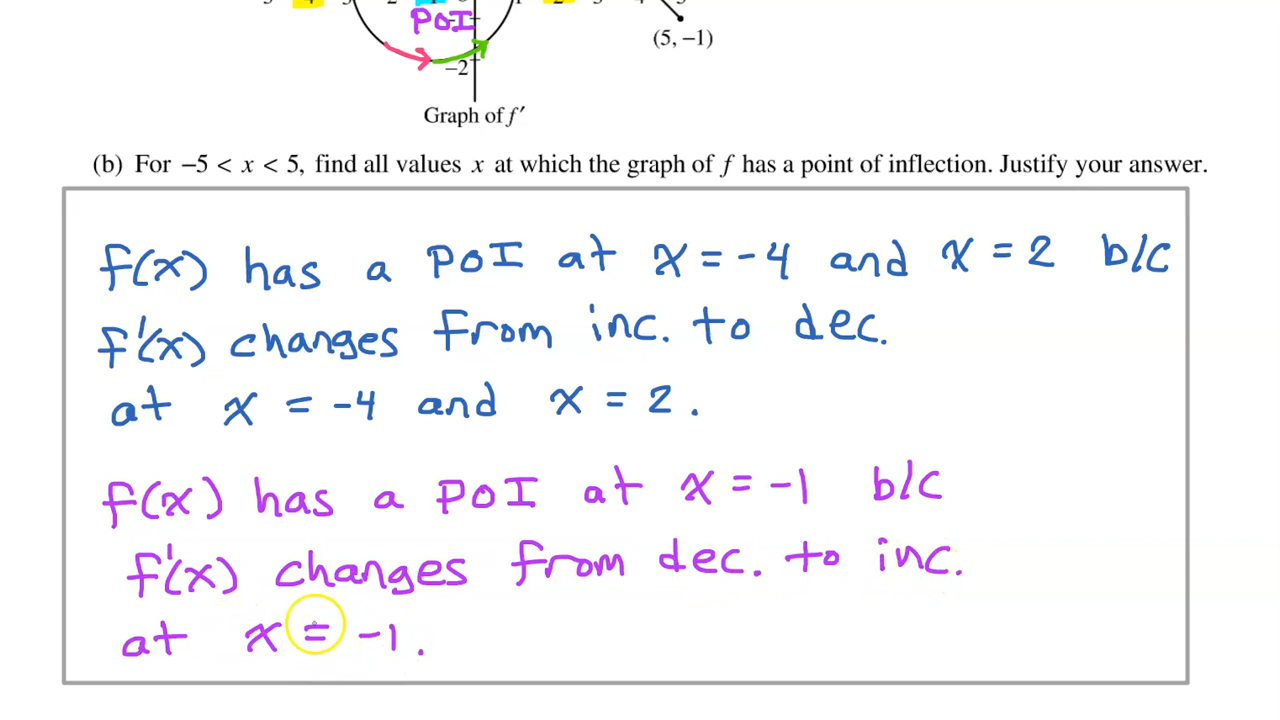 POI
(5, −1)
−2
Graph of f′
(b) For −5 < x < 5, find all values x at which the graph of f has a point of inflection. Justify your answer.
f(x) has a POI at x = -4 and x = 2 b/c
f'(x) changes from inc. to dec.
at x = -4 and x = 2.
f(x) has a POI at x = -1 b/c
f'(x) changes from dec. to inc.
at x = -1.